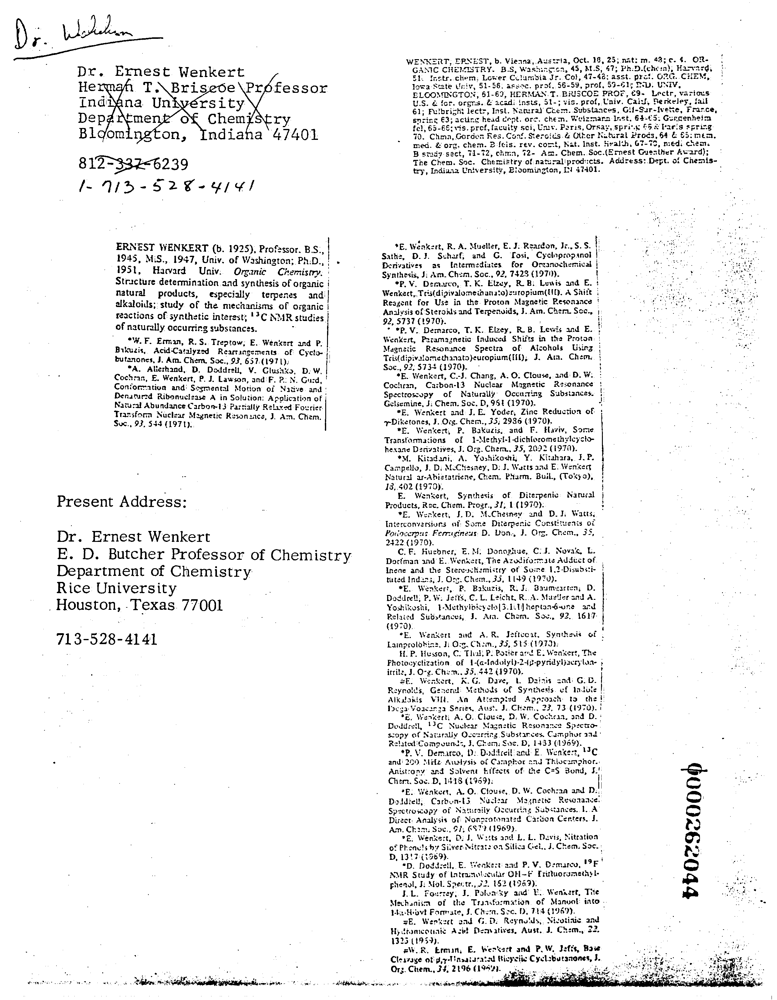 Dr.
Dr. Ernest Wenkert
Herman T. Briscoe Professor
Indiana University
Department of Chemistry
Bloomington, Indiana 47401
812-337-6239
1-713-528-4141
WENKERT, ERNEST, b. Vienna, Austria, Oct. 16, 25; nat; m. 48; c. 4. OR-
GANIC CHEMISTRY. B.S, Washington, 45, M.S, 47; Ph.D.(chem), Harvard,
51. Instr. chem, Lower Columbia Jr. Col, 47-48; asst. prof. ORG. CHEM,
Iowa State Univ, 51-56, assoc. prof, 56-59, prof, 59-61; IND. UNIV,
BLOOMINGTON, 61-69, HERMAN T. BRISCOE PROF, 69- Lectr, various
U.S. & for. orgns. & acad. insts, 51-; vis. prof, Univ. Calif, Berkeley, fall
61; Fulbright lectr, Inst. Natural Chem. Substances, Gif-Sur-Yvette, France,
spring 63; acting head dept. org. chem, Weizmann Inst, 64-65; Guggenheim
fel, 65-66; vis. prof, faculty sci, Univ. Paris, Orsay, spring 66 & Paris spring
70. Chmn, Gordon Res. Conf. Steroids & Other Natural Prods, 64 & 65; mem,
med. & org. chem. B fels. rev. comt, Nat. Inst. Health, 67-70, med. chem.
B study sect, 71-72, chmn, 72- Am. Chem. Soc.(Ernest Guenther Award);
The Chem. Soc. Chemistry of natural products. Address: Dept. of Chemis-
try, Indiana University, Bloomington, IN 47401.
ERNEST WENKERT (b. 1925), Professor. B.S.,
1945, M.S., 1947, Univ. of Washington; Ph.D.,
1951, Harvard Univ. Organic Chemistry.
Structure determination and synthesis of organic
natural products, especially terpenes and
alkaloids; study of the mechanisms of organic
reactions of synthetic interest; 13C NMR studies
of naturally occurring substances.
*W. F. Erman, R. S. Treptow, E. Wenkert and P.
Bakuzis, Acid-Catalyzed Rearrangements of Cyclo-
butanones, J. Am. Chem. Soc., 93, 657 (1971).
*A. Allerhand, D. Doddrell, V. Glushko, D. W.
Cochran, E. Wenkert, P. J. Lawson, and F. R. N. Gurd,
Conformation and Segmental Motion of Native and
Denatured Ribonuclease A in Solution: Application of
Natural Abundance Carbon-13 Partially Relaxed Fourier
Transform Nuclear Magnetic Resonance, J. Am. Chem.
Soc., 93, 544 (1971).
Present Address:
Dr. Ernest Wenkert
E. D. Butcher Professor of Chemistry
Department of Chemistry
Rice University
Houston, Texas 77001
713-528-4141
*E. Wenkert, R. A. Mueller, E. J. Reardon, Jr., S. S.
Sathe, D. J. Scharf, and G. Tosi, Cyclopropanol
Derivatives as Intermediates for Organochemical
Synthesis, J. Am. Chem. Soc., 92, 7428 (1970).
*P. V. Demarco, T. K. Elzey, R. B. Lewis and E.
Wenkert, Tris(dipivalomethanato)europium(III). A Shift
Reagent for Use in the Proton Magnetic Resonance
Analysis of Steroids and Terpenoids, J. Am. Chem. Soc.,
92, 5737 (1970).
*P. V. Demarco, T. K. Elzey, R. B. Lewis and E.
Wenkert, Paramagnetic Induced Shifts in the Proton
Magnetic Resonance Spectra of Alcohols Using
Tris(dipivalomethanato)europium(III), J. Am. Chem.
Soc., 92, 5734 (1970).
*E. Wenkert, C.-J. Chang, A. O. Clouse, and D. W.
Cochran, Carbon-13 Nuclear Magnetic Resonance
Spectroscopy of Naturally Occurring Substances.
Gelsemine, J. Chem. Soc. D, 961 (1970).
*E. Wenkert and J. E. Yoder, Zinc Reduction of
γ-Diketones, J. Org. Chem., 35, 2986 (1970).
*E. Wenkert, P. Bakuzis, and F. Haviv, Some
Transformations of 1-Methyl-1-dichloromethylcyclo-
hexane Derivatives, J. Org. Chem., 35, 2092 (1970).
*M. Kitadani, A. Yoshikoshi, Y. Kitahara, J. P.
Campello, J. D. McChesney, D. J. Watts and E. Wenkert
Natural ar-Abietatriene, Chem. Pharm. Bull., (Tokyo),
18, 402 (1970).
E. Wenkert, Synthesis of Diterpenic Natural
Products, Rec. Chem. Progr., 31, 1 (1970).
*E. Wenkert, J. D. McChesney and D. J. Watts,
Interconversions of Some Diterpenic Constituents of
Podocarpus Ferrugineus D. Don., J. Org. Chem., 35,
2422 (1970).
C. F. Huebner, E. M. Donoghue, C. J. Novak, L.
Dorfman and E. Wenkert, The Azodiformate Adduct of
Inene and the Stereochemistry of Some 1,2-Disubsti-
tuted Indans, J. Org. Chem., 35, 1149 (1970).
*E. Wenkert, P. Bakuzis, R. J. Baumgarten, D.
Doddrell, P. W. Jeffs, C. L. Leicht, R. A. Mueller and A.
Yoshikoshi, 1-Methylbicyclo[3.1.1]heptan-6-one and
Related Substances, J. Am. Chem. Soc., 92, 1617
(1970).
*E. Wenkert and A. R. Jeffcoat, Synthesis of
Lamprolobine, J. Org. Chem., 35, 515 (1970).
H. P. Husson, C. Thal, P. Potier and E. Wenkert, The
Photocyclization of 1-(α-Indolyl)-2-(β-pyridyl)acrylon-
itrile, J. Org. Chem., 35, 442 (1970).
#E. Wenkert, K. G. Dave, I. Dainis and G. D.
Reynolds, General Methods of Synthesis of Indole
Alkaloids VIII. An Attempted Approach to the
Iboga-Voacanga Series, Aust. J. Chem., 23, 73 (1970).
*E. Wenkert, A. O. Clouse, D. W. Cochran, and D.
Doddrell, 13C Nuclear Magnetic Resonance Spectro-
scopy of Naturally Occurring Substances, Camphor and
Related Compounds, J. Chem. Soc. D, 1433 (1969).
*P. V. Demarco, D. Doddrell and E. Wenkert, 13C
and 200 MHz Analysis of Camphor and Thiocamphor.
Anistropy and Solvent Effects of the C=S Bond, J.
Chem. Soc. D, 1418 (1969).
*E. Wenkert, A. O. Clouse, D. W. Cochran and D.
Doddrell, Carbon-13 Nuclear Magnetic Resonance
Spectroscopy of Naturally Occurring Substances. I. A
Direct Analysis of Nonprotonated Carbon Centers, J.
Am. Chem. Soc., 91, 6879 (1969).
*E. Wenkert, D. J. Watts and L. L. Davis, Nitration
of Phenols by Silver Nitrate on Silica Gel, J. Chem. Soc.
D, 1317 (1969).
*D. Doddrell, E. Wenkert and P. V. Demarco, 19F
NMR Study of Intramolecular OH—F Trifluoromethyl-
phenol, J. Mol. Spectr., 32, 162 (1969).
J. L. Fourrey, J. Polonsky and E. Wenkert, The
Mechanism of the Transformation of Manool into
14α-Hibyl Formate, J. Chem. Soc. D, 714 (1969).
#E. Wenkert and G. D. Reynolds, Nicotinic and
Hydronicotinic Acid Derivatives, Aust. J. Chem., 22,
1325 (1969).
#W. F. Erman, E. Wenkert and P. W. Jeffs, Base
Cleavage of β,γ-Unsaturated Bicyclic Cyclobutanones, J.
Org. Chem., 34, 2196 (1969).
0000262044